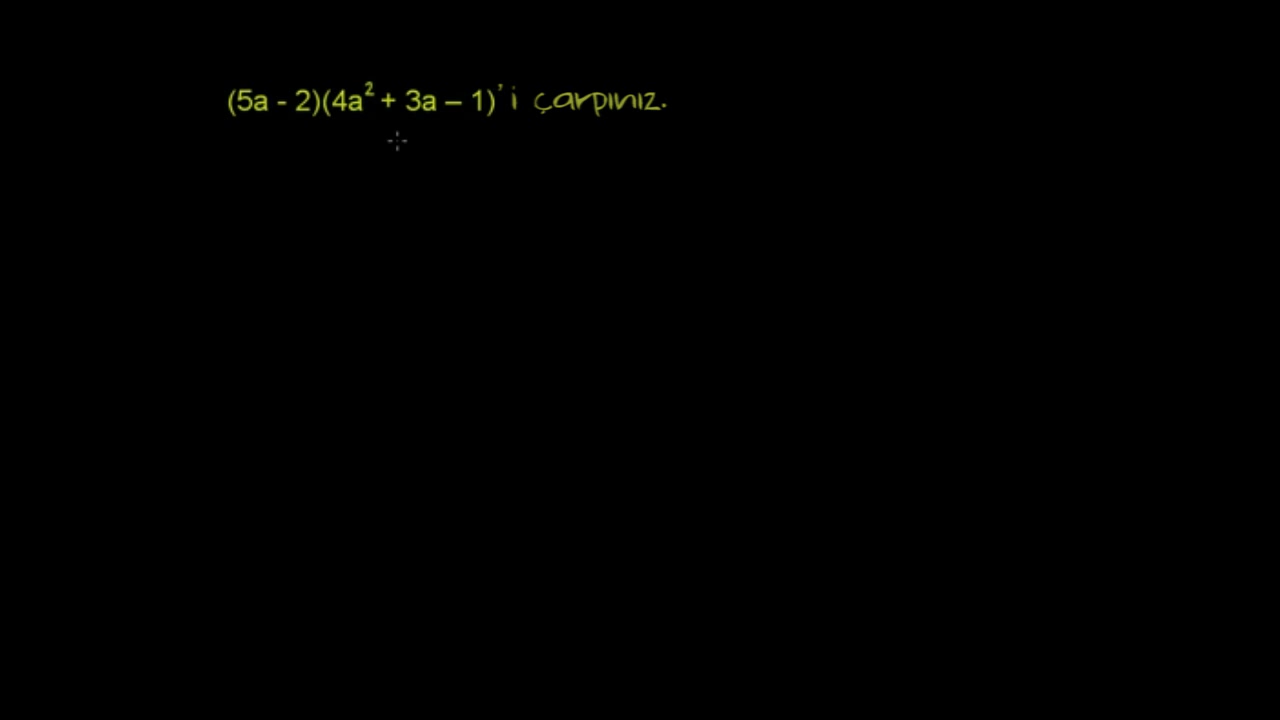 (5a - 2)(4a² + 3a – 1)'i çarpınız.